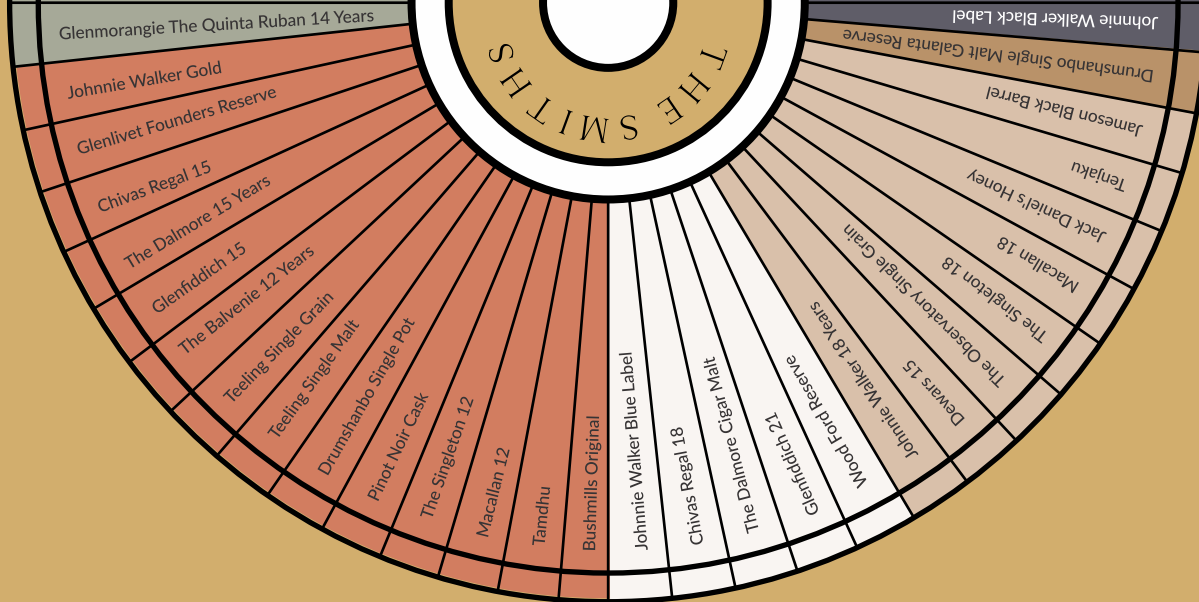 Glenmorangie The Quinta Ruban 14 Years
Johnnie Walker Gold
Glenlivet Founders Reserve
Chivas Regal 15
The Dalmore 15 Years
Glenfiddich 15
The Balvenie 12 Years
Teeling Single Grain
Teeling Single Malt
Drumshanbo Single Pot
Pinot Noir Cask
The Singleton 12
Macallan 12
Tamdhu
Bushmills Original
Johnnie Walker Blue Label
Chivas Regal 18
The Dalmore Cigar Malt
Glenfiddich 21
Wood Ford Reserve
Johnnie Walker 18 Years
Dewars 15
The Observatory Single Grain
The Singleton 18
Macallan 18
Jack Daniel's Honey
Tenjaku
Jameson Black Barrel
Drumshanbo Single Malt Galanta Reserve
Johnnie Walker Black Label
THE SMITHS